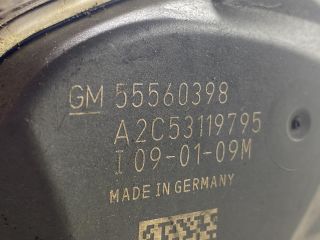 GM 55560398
A2C53119795
I 09-01-09M
MADE IN GERMANY